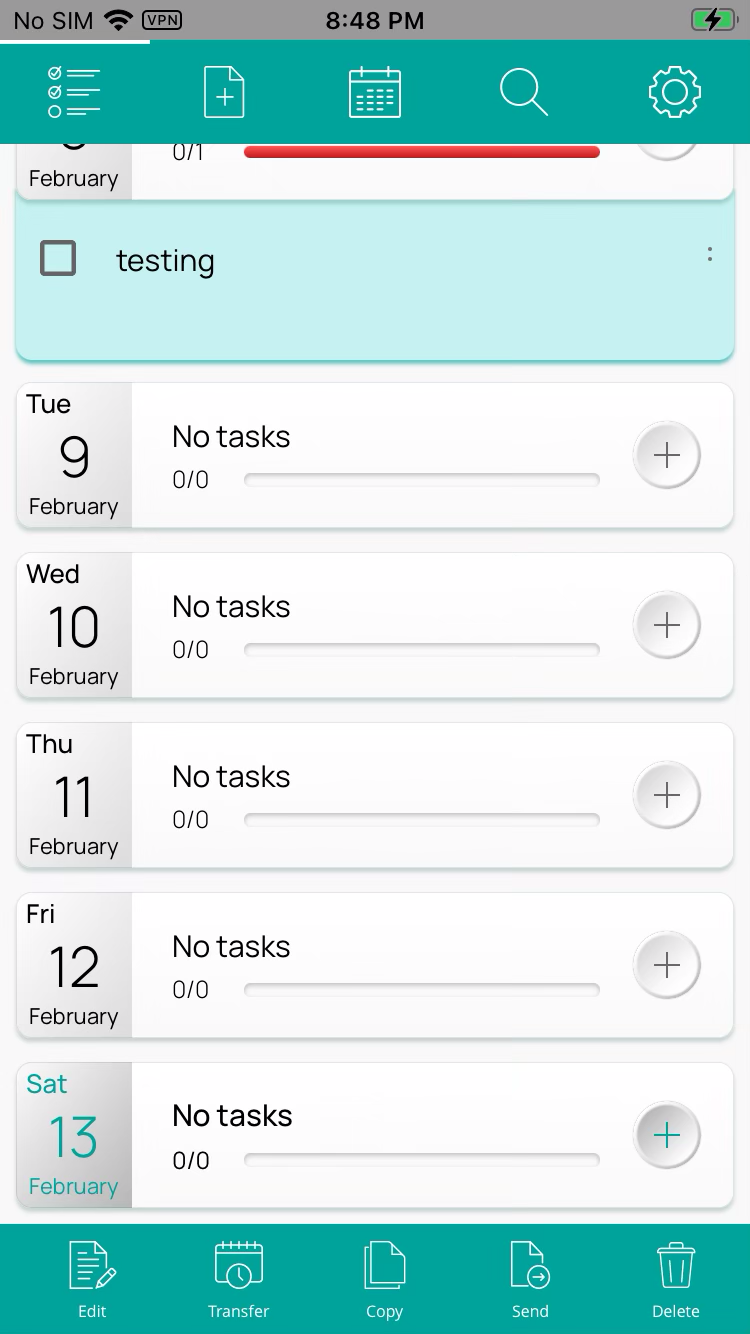 No SIM VPN 8:48 PM
0/1
February
testing
Tue
9
February
No tasks
0/0
Wed
10
February
No tasks
0/0
Thu
11
February
No tasks
0/0
Fri
12
February
No tasks
0/0
Sat
13
February
No tasks
0/0
Edit Transfer Copy Send Delete